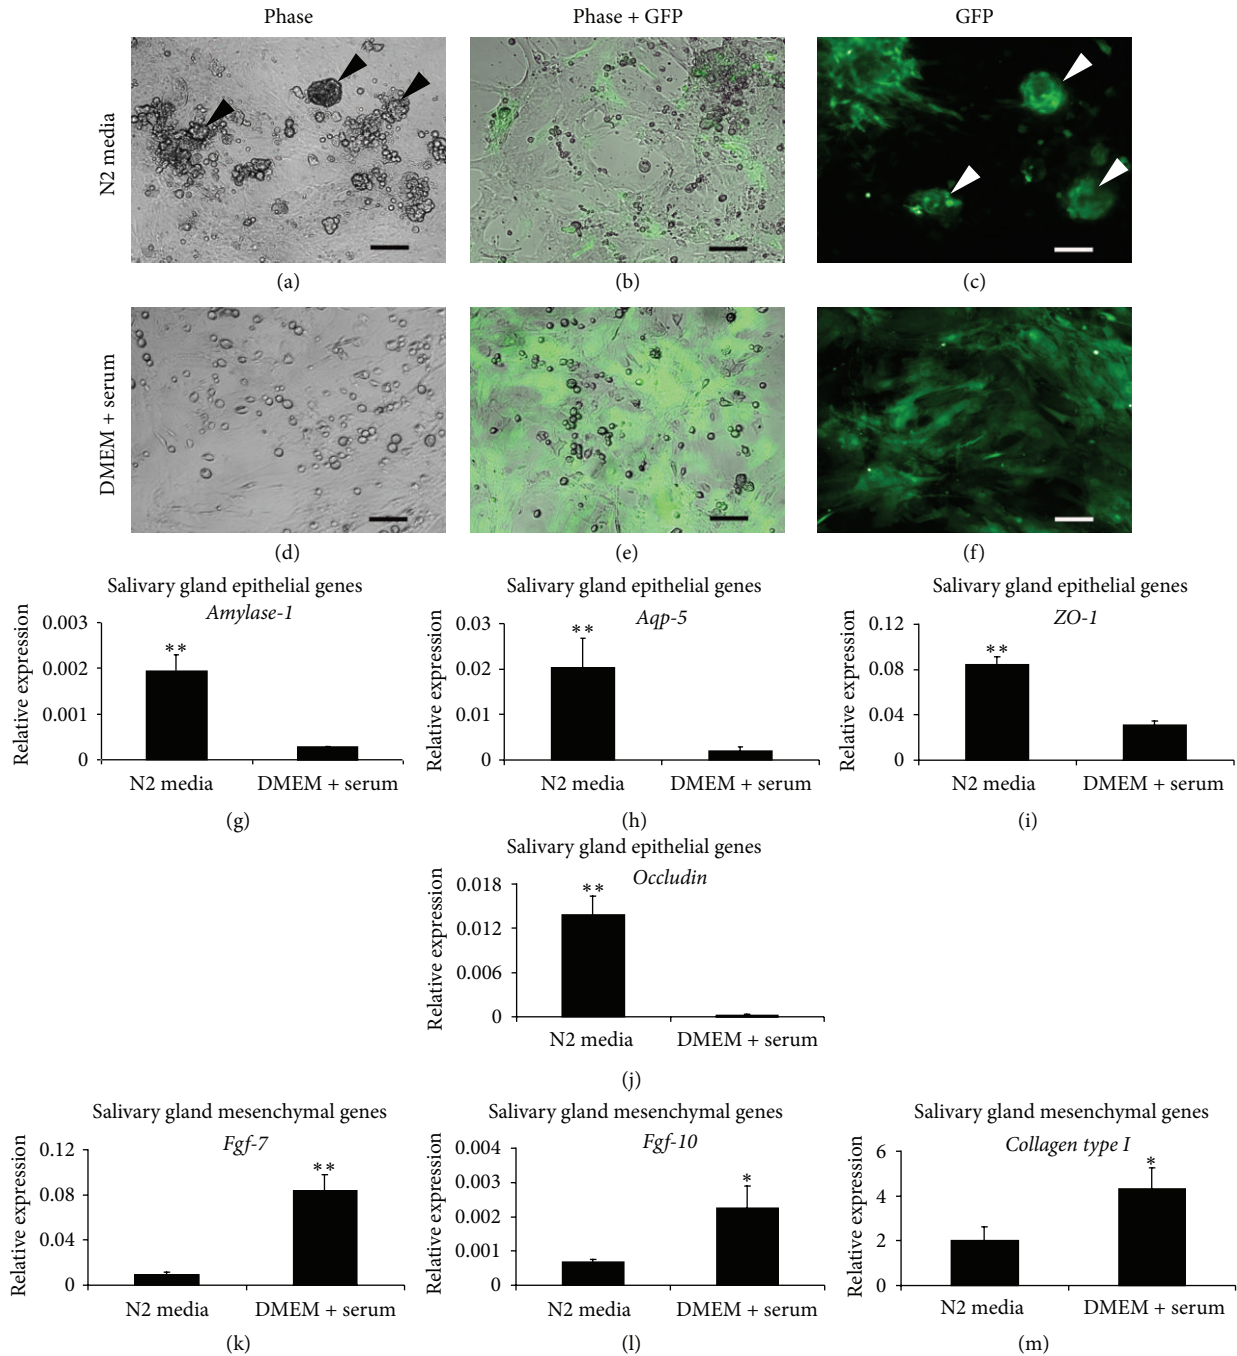 Phase
Phase + GFP
GFP
N2 media
(a)
(b)
(c)
DMEM + serum
(d)
(e)
(f)
Salivary gland epithelial genes
Amylase-1
Relative expression
0.003
0.002
0.001
0
**
N2 media
DMEM + serum
(g)
Salivary gland epithelial genes
Aqp-5
Relative expression
0.03
0.02
0.01
0
**
N2 media
DMEM + serum
(h)
Salivary gland epithelial genes
ZO-1
Relative expression
0.12
0.08
0.04
0
**
N2 media
DMEM + serum
(i)
Salivary gland epithelial genes
Occludin
Relative expression
0.018
0.012
0.006
0
**
N2 media
DMEM + serum
(j)
Salivary gland mesenchymal genes
Fgf-7
Relative expression
0.12
0.08
0.04
0
**
N2 media
DMEM + serum
(k)
Salivary gland mesenchymal genes
Fgf-10
Relative expression
0.004
0.003
0.002
0.001
0
*
N2 media
DMEM + serum
(l)
Salivary gland mesenchymal genes
Collagen type I
Relative expression
6
4
2
0
*
N2 media
DMEM + serum
(m)